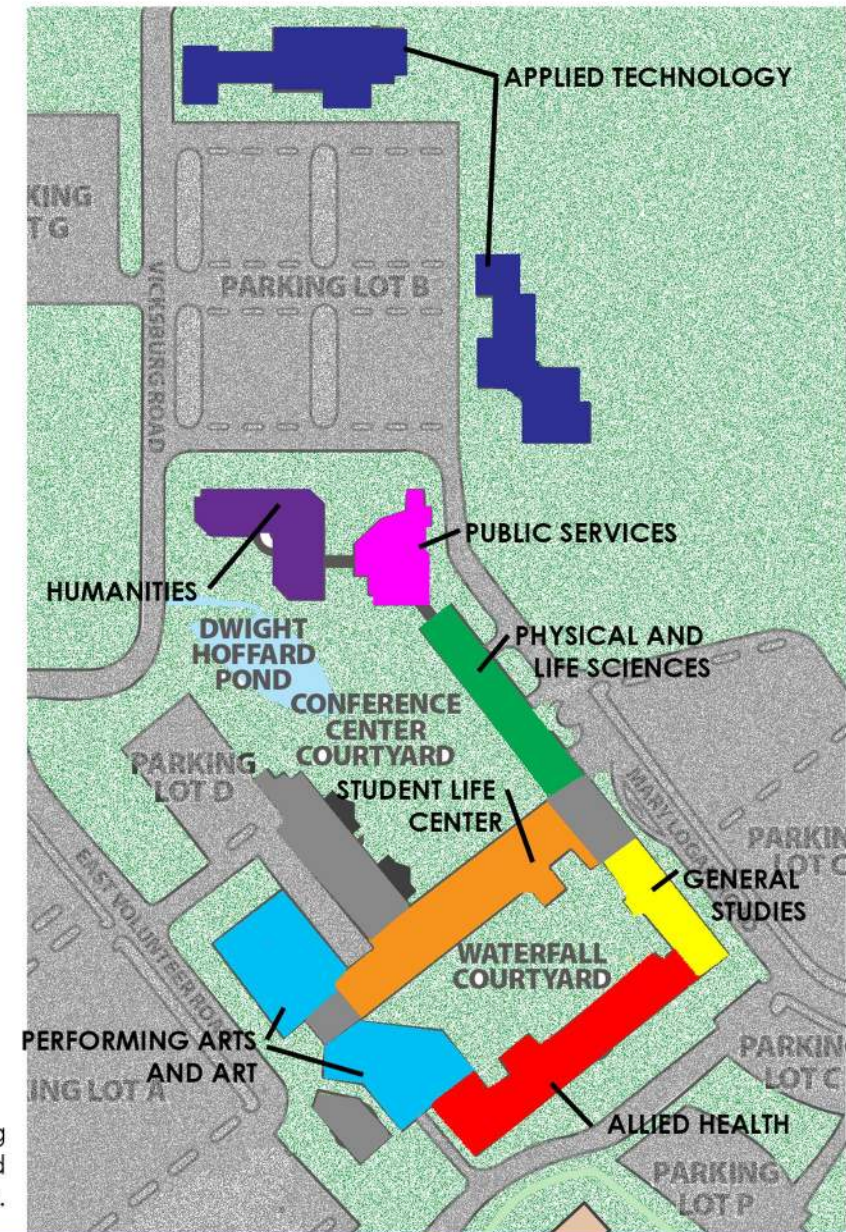 APPLIED TECHNOLOGY
KING
T G
PARKING LOT B
VICKSBURG ROAD
PUBLIC SERVICES
HUMANITIES
DWIGHT
HOFFARD
POND
PHYSICAL AND
LIFE SCIENCES
CONFERENCE
CENTER
COURTYARD
PARKING
LOT D
STUDENT LIFE
CENTER
MARY LOGA
PARKIN
LOT C
EAST VOLUNTEER ROA
GENERAL
STUDIES
WATERFALL
COURTYARD
PERFORMING ARTS
AND ART
ING LOT A
PARKIN
LOT C
ALLIED HEALTH
PARKING
LOT P
g
d
.